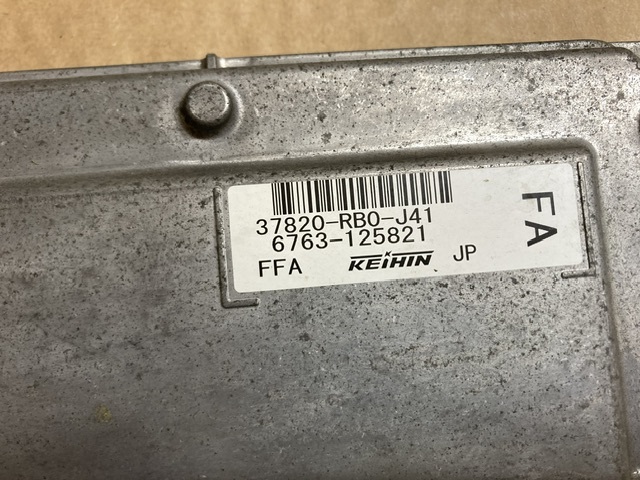 37820-RB0-J41
6763-125821
FFA KEIHIN JP
FA